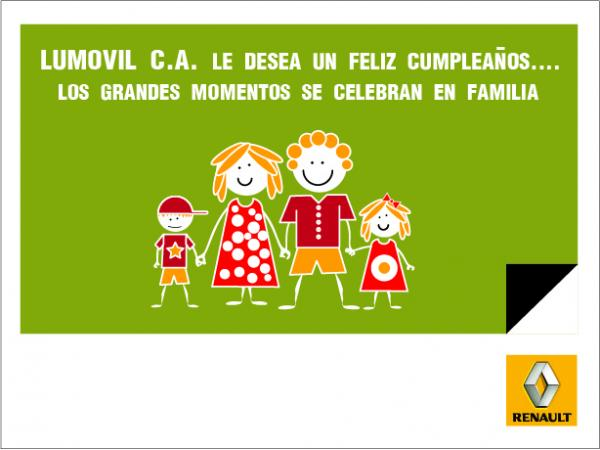 LUMOVIL C.A. LE DESEA UN FELIZ CUMPLEAÑOS....
LOS GRANDES MOMENTOS SE CELEBRAN EN FAMILIA
RENAULT